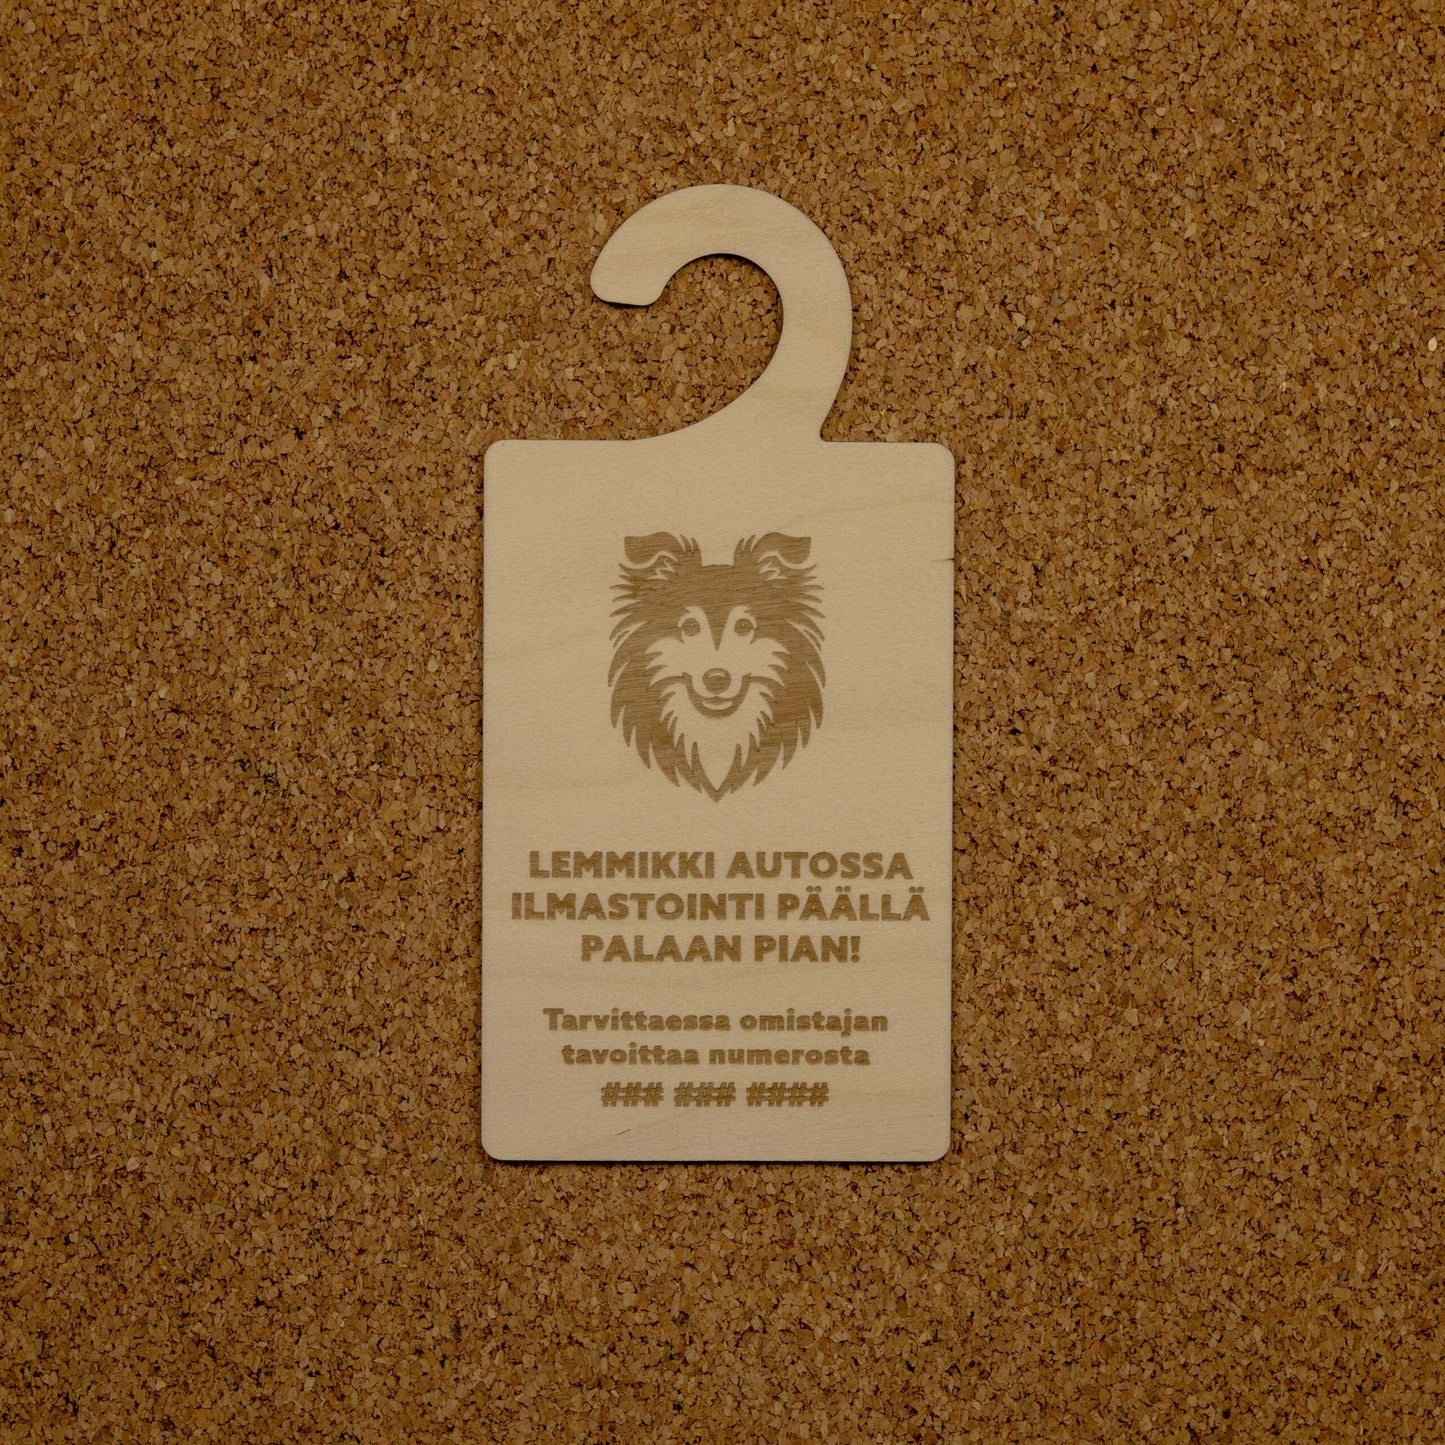 LEMMIKKI AUTOSSA
ILMASTOINTI PÄÄLLÄ
PALAAN PIAN!
Tarvittaessa omistajan
tavoittaa numerosta
### ### ####